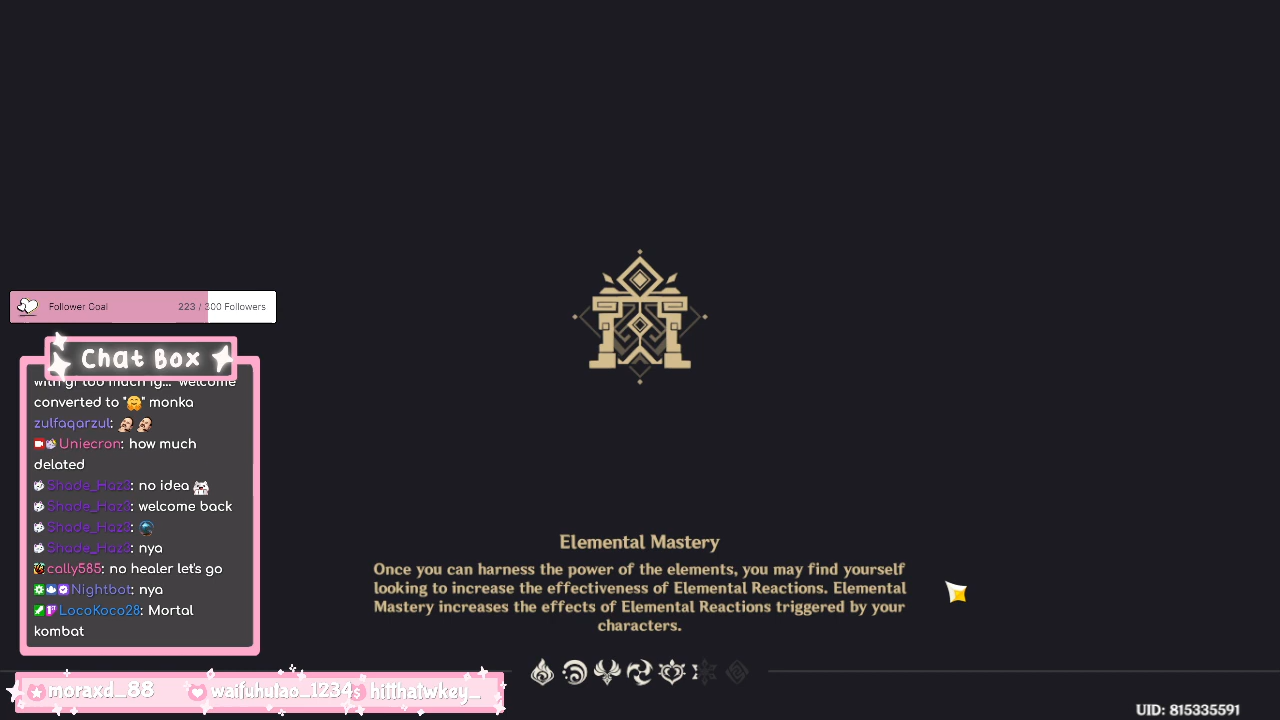 Follower Goal 223 / 300 Followers
Chat Box
converted to "🤗" monka
zulfaqarzul:
Uniecron: how much
delated
Shade_Haz3: no idea
Shade_Haz3: welcome back
Shade_Haz3:
Shade_Haz3: nya
cally585: no healer let's go
Nightbot: nya
LocoKoco28: Mortal
kombat
Elemental Mastery
Once you can harness the power of the elements, you may find yourself
looking to increase the effectiveness of Elemental Reactions. Elemental
Mastery increases the effects of Elemental Reactions triggered by your
characters.
moraxd_88 waifuhutao_1234 hitthatwkey_
UID: 815335591